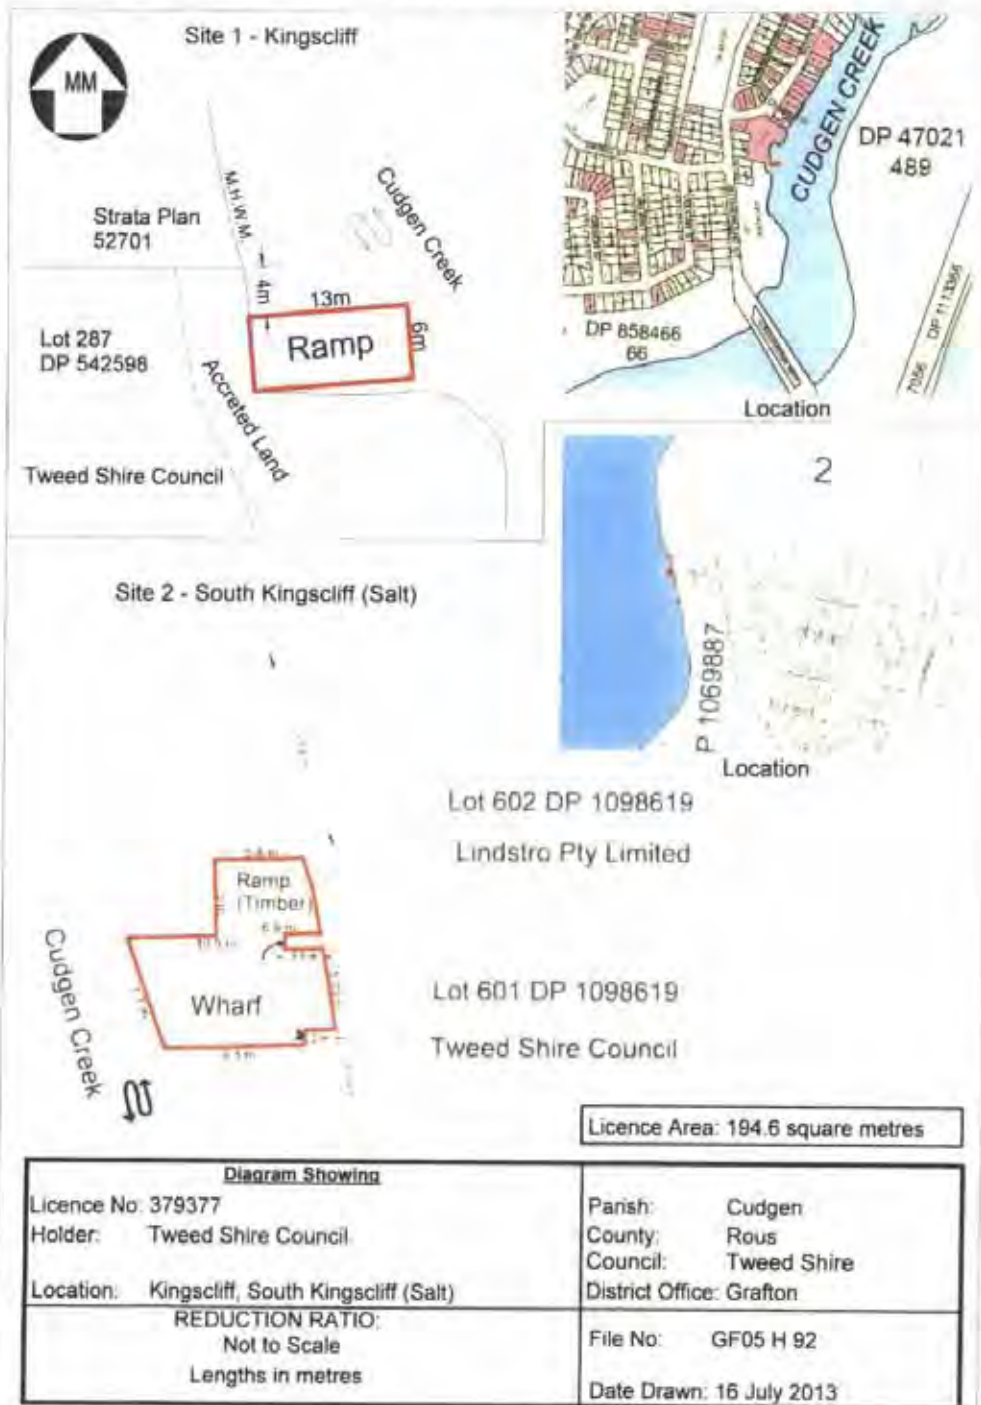 Site 1 - Kingscliff
MM
M.H.W.M.
Cudgen Creek
Strata Plan
52701
4m
13m
6m
Ramp
Lot 287
DP 542598
Accreted Land
Tweed Shire Council
CUDGEN CREEK
DP 47021
489
DP 858466
66
7056 DP 1113366
Location
2
P 1069887
Location
Site 2 - South Kingscliff (Salt)
Lot 602 DP 1098619
Lindstro Pty Limited
Ramp
(Timber)
Wharf
Cudgen Creek
Lot 601 DP 1098619
Tweed Shire Council
Licence Area: 194.6 square metres
Diagram Showing
Licence No: 379377
Holder: Tweed Shire Council
Location: Kingscliff, South Kingscliff (Salt)
Parish: Cudgen
County: Rous
Council: Tweed Shire
District Office: Grafton
REDUCTION RATIO:
Not to Scale
Lengths in metres
File No: GF05 H 92
Date Drawn: 16 July 2013